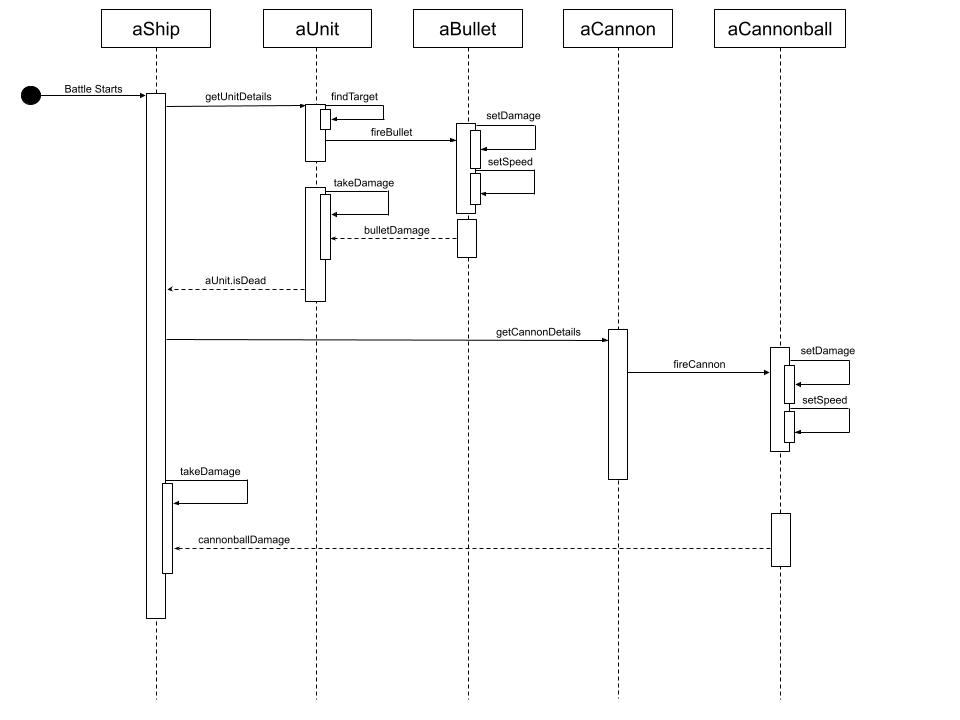 aShip
aUnit
aBullet
aCannon
aCannonball
Battle Starts
getUnitDetails
findTarget
fireBullet
setDamage
setSpeed
takeDamage
bulletDamage
aUnit.isDead
getCannonDetails
fireCannon
setDamage
setSpeed
takeDamage
cannonballDamage